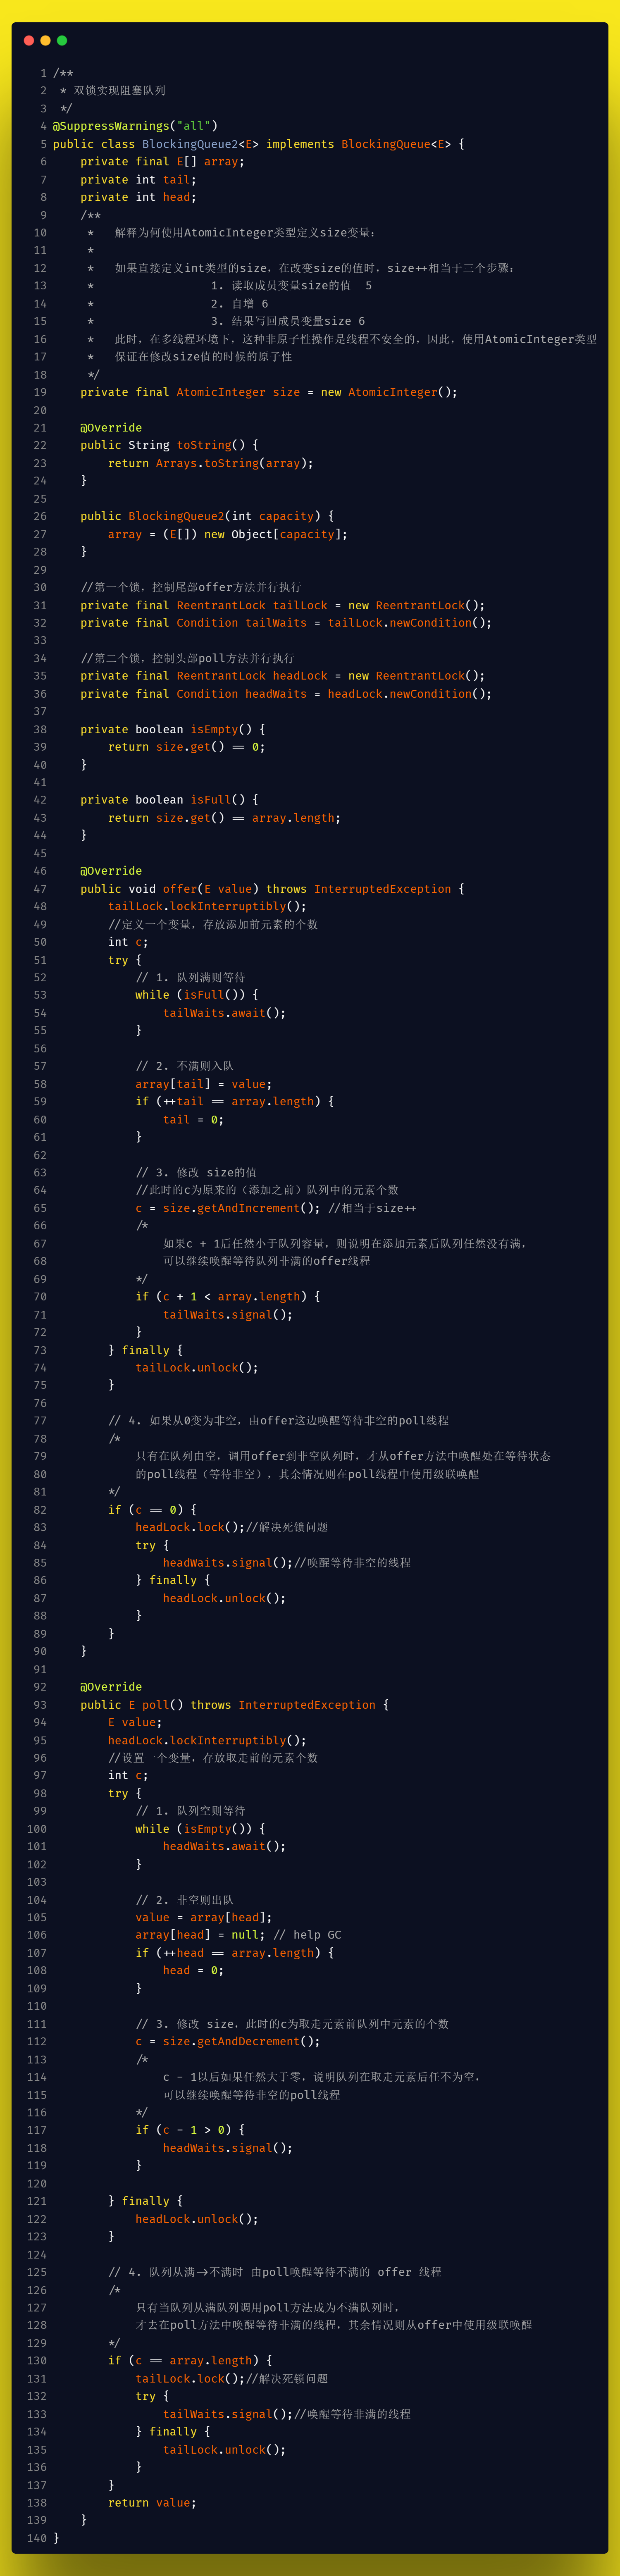 1 /**
2  * 双锁实现阻塞队列
3  */
4 @SuppressWarnings("all")
5 public class BlockingQueue2<E> implements BlockingQueue<E> {
6     private final E[] array;
7     private int tail;
8     private int head;
9     /**
10     *   解释为何使用AtomicInteger类型定义size变量:
11     *
12     *   如果直接定义int类型的size，在改变size的值时，size++相当于三个步骤:
13     *                 1. 读取成员变量size的值  5
14     *                 2. 自增 6
15     *                 3. 结果写回成员变量size 6
16     *   此时，在多线程环境下，这种非原子性操作是线程不安全的，因此，使用AtomicInteger类型
17     *   保证在修改size值的时候的原子性
18     */
19    private final AtomicInteger size = new AtomicInteger();
20
21    @Override
22    public String toString() {
23        return Arrays.toString(array);
24    }
25
26    public BlockingQueue2(int capacity) {
27        array = (E[]) new Object[capacity];
28    }
29
30    //第一个锁，控制尾部offer方法并行执行
31    private final ReentrantLock tailLock = new ReentrantLock();
32    private final Condition tailWaits = tailLock.newCondition();
33
34    //第二个锁，控制头部poll方法并行执行
35    private final ReentrantLock headLock = new ReentrantLock();
36    private final Condition headWaits = headLock.newCondition();
37
38    private boolean isEmpty() {
39        return size.get() == 0;
40    }
41
42    private boolean isFull() {
43        return size.get() == array.length;
44    }
45
46    @Override
47    public void offer(E value) throws InterruptedException {
48        tailLock.lockInterruptibly();
49        //定义一个变量，存放添加前元素的个数
50        int c;
51        try {
52            // 1. 队列满则等待
53            while (isFull()) {
54                tailWaits.await();
55            }
56
57            // 2. 不满则入队
58            array[tail] = value;
59            if (++tail == array.length) {
60                tail = 0;
61            }
62
63            // 3. 修改 size的值
64            //此时的c为原来的（添加之前）队列中的元素个数
65            c = size.getAndIncrement(); //相当于size++
66            /*
67                如果c + 1后任然小于队列容量，则说明在添加元素后队列任然没有满，
68                可以继续唤醒等待队列非满的offer线程
69            */
70            if (c + 1 < array.length) {
71                tailWaits.signal();
72            }
73        } finally {
74            tailLock.unlock();
75        }
76
77        // 4. 如果从0变为非空，由offer这边唤醒等待非空的poll线程
78        /*
79            只有在队列由空，调用offer到非空队列时，才从offer方法中唤醒处在等待状态
80            的poll线程（等待非空），其余情况则在poll线程中使用级联唤醒
81        */
82        if (c == 0) {
83            headLock.lock();//解决死锁问题
84            try {
85                headWaits.signal();//唤醒等待非空的线程
86            } finally {
87                headLock.unlock();
88            }
89        }
90    }
91
92    @Override
93    public E poll() throws InterruptedException {
94        E value;
95        headLock.lockInterruptibly();
96        //设置一个变量，存放取走前的元素个数
97        int c;
98        try {
99            // 1. 队列空则等待
100            while (isEmpty()) {
101                headWaits.await();
102            }
103
104            // 2. 非空则出队
105            value = array[head];
106            array[head] = null; // help GC
107            if (++head == array.length) {
108                head = 0;
109            }
110
111            // 3. 修改 size，此时的c为取走元素前队列中元素的个数
112            c = size.getAndDecrement();
113            /*
114                c - 1以后如果任然大于零，说明队列在取走元素后任不为空，
115                可以继续唤醒等待非空的poll线程
116            */
117            if (c - 1 > 0) {
118                headWaits.signal();
119            }
120
121        } finally {
122            headLock.unlock();
123        }
124
125        // 4. 队列从满->不满时 由poll唤醒等待不满的 offer 线程
126        /*
127            只有当队列从满队列调用poll方法成为不满队列时，
128            才去在poll方法中唤醒等待非满的线程，其余情况则从offer中使用级联唤醒
129        */
130        if (c == array.length) {
131            tailLock.lock();//解决死锁问题
132            try {
133                tailWaits.signal();//唤醒等待非满的线程
134            } finally {
135                tailLock.unlock();
136            }
137        }
138        return value;
139    }
140 }